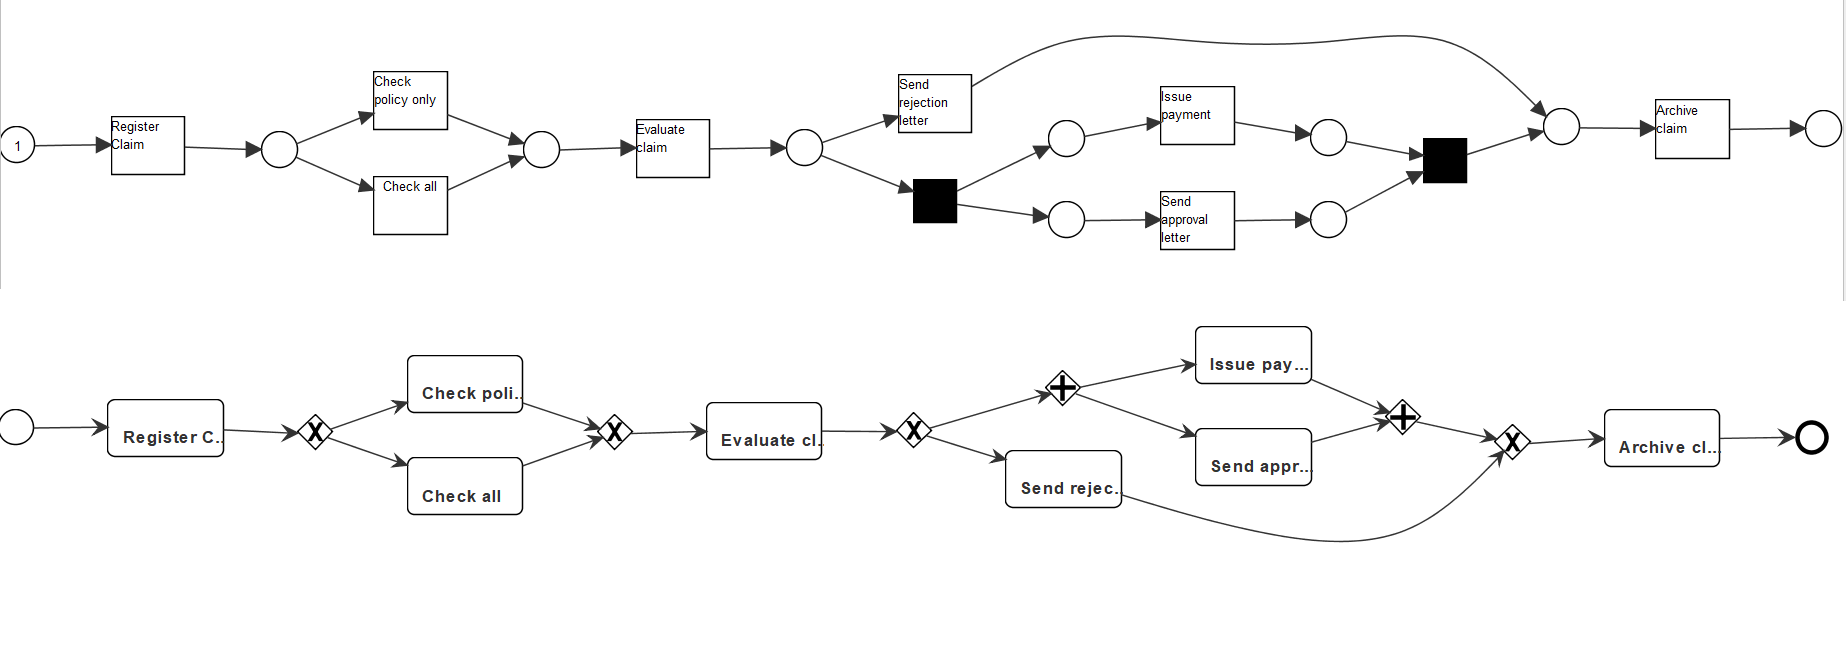 1
Register
Claim
Check
policy only
Check all
Evaluate
claim
Send
rejection
letter
Issue
payment
Send
approval
letter
Archive
claim
Register C..
Check poli..
Check all
Evaluate cl.
Issue pay...
Send appr...
Send rejec..
Archive cl...